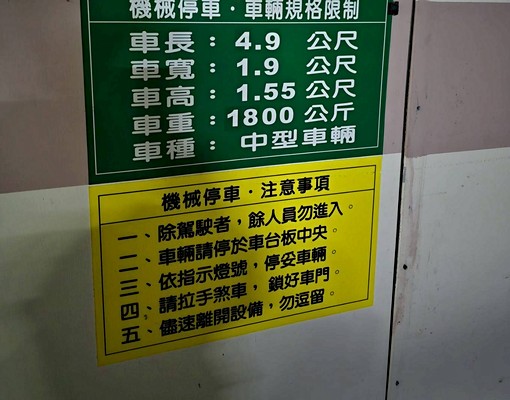 機械停車·車輛規格限制
車長：4.9 公尺
車寬：1.9 公尺
車高：1.55 公尺
車重：1800 公斤
車種：中型車輛
機械停車·注意事項
一、除駕駛者，餘人員勿進入。
二、車輛請停於車台板中央。
三、依指示燈號，停妥車輛。
四、請拉手煞車，鎖好車門。
五、儘速離開設備，勿逗留。